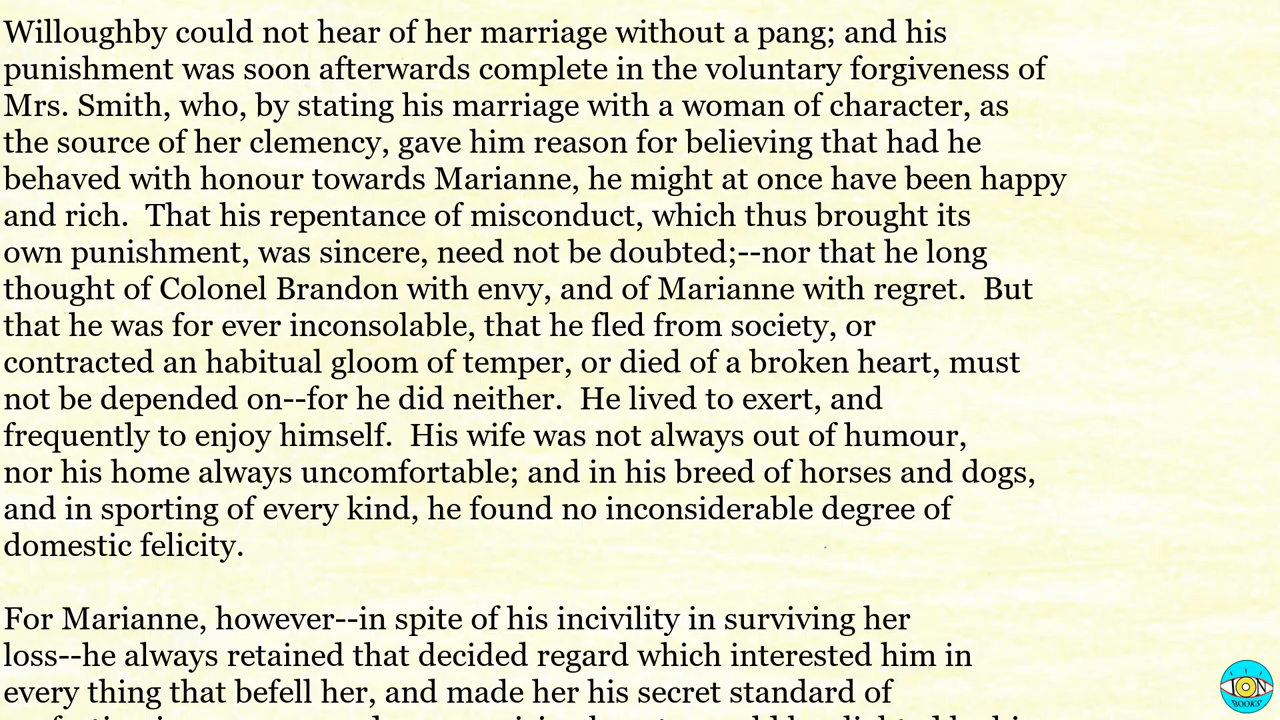 Willoughby could not hear of her marriage without a pang; and his
punishment was soon afterwards complete in the voluntary forgiveness of
Mrs. Smith, who, by stating his marriage with a woman of character, as
the source of her clemency, gave him reason for believing that had he
behaved with honour towards Marianne, he might at once have been happy
and rich.  That his repentance of misconduct, which thus brought its
own punishment, was sincere, need not be doubted;--nor that he long
thought of Colonel Brandon with envy, and of Marianne with regret.  But
that he was for ever inconsolable, that he fled from society, or
contracted an habitual gloom of temper, or died of a broken heart, must
not be depended on--for he did neither.  He lived to exert, and
frequently to enjoy himself.  His wife was not always out of humour,
nor his home always uncomfortable; and in his breed of horses and dogs,
and in sporting of every kind, he found no inconsiderable degree of
domestic felicity.
For Marianne, however--in spite of his incivility in surviving her
loss--he always retained that decided regard which interested him in
every thing that befell her, and made her his secret standard of
ION
BOOKS